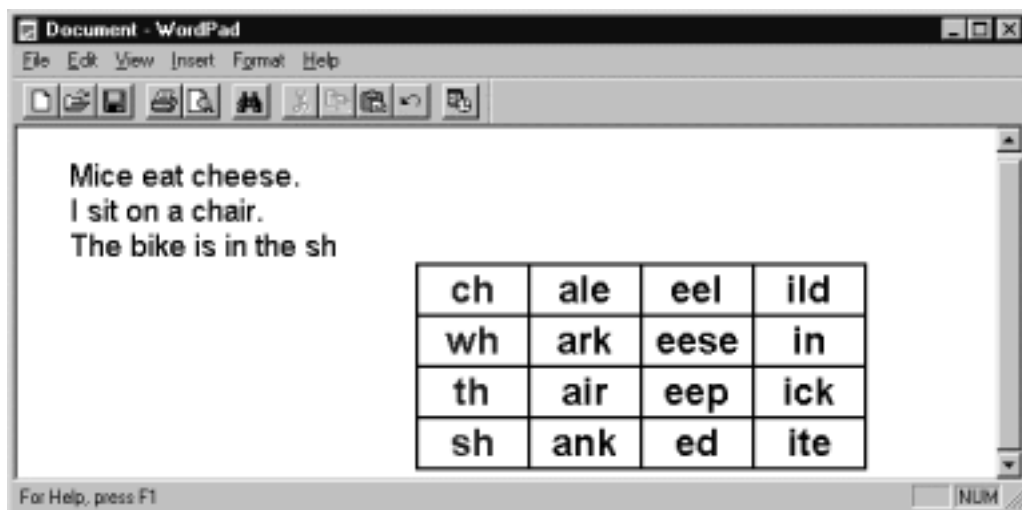 Document - WordPad
File Edit View Insert Format Help
Mice eat cheese.
I sit on a chair.
The bike is in the sh
ch ale eel ild
wh ark eese in
th air eep ick
sh ank ed ite
For Help, press F1 NUM